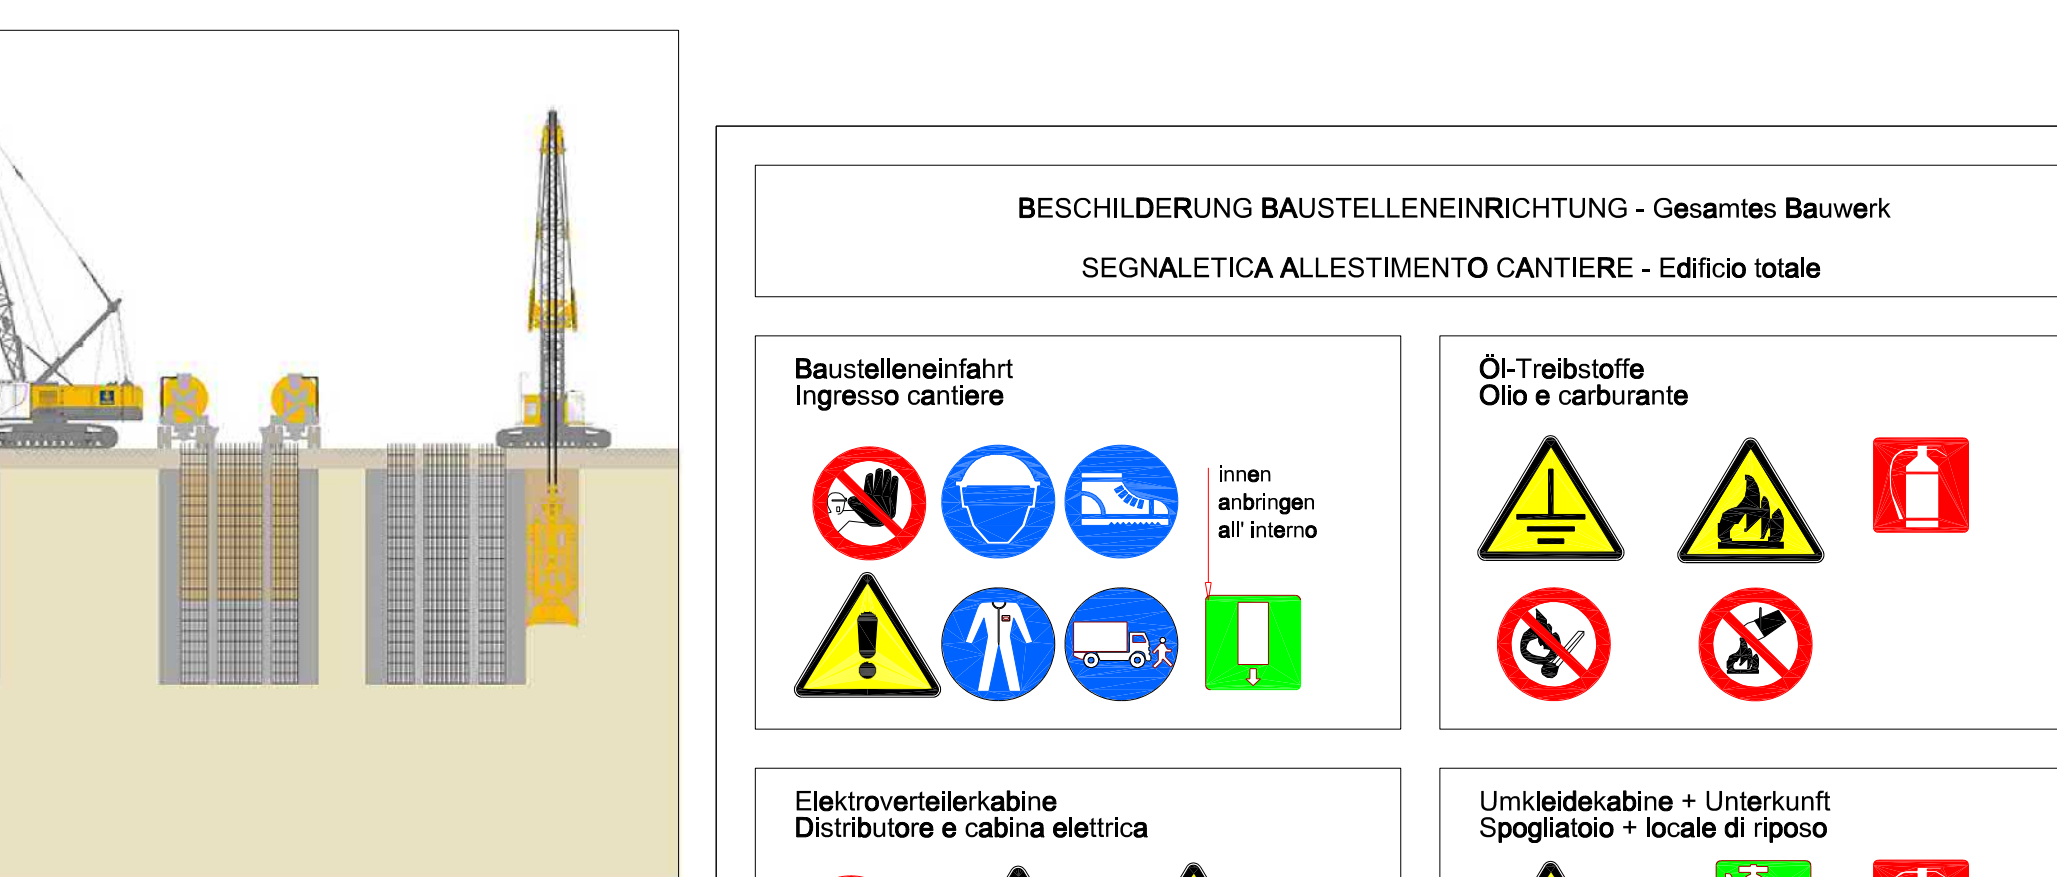 BESCHILDERUNG BAUSTELLENEINRICHTUNG - Gesamtes Bauwerk
SEGNALETICA ALLESTIMENTO CANTIERE - Edificio totale
Baustelleneinfahrt
Ingresso cantiere
innen
anbringen
all' interno
Öl-Treibstoffe
Olio e carburante
Elektroverteilerkabine
Distributore e cabina elettrica
Umkleidekabine + Unterkunft
Spogliatoio + locale di riposo